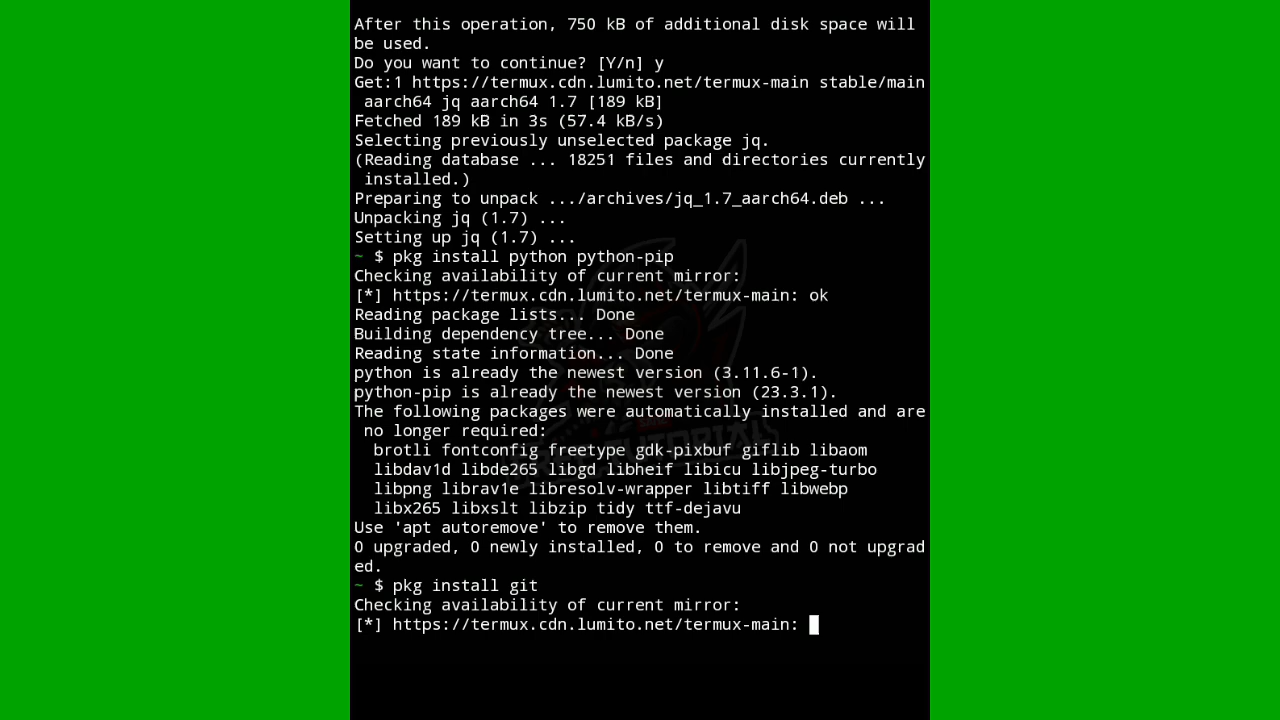 After this operation, 750 kB of additional disk space will
be used.
Do you want to continue? [Y/n] y
Get:1 https://termux.cdn.lumito.net/termux-main stable/main
 aarch64 jq aarch64 1.7 [189 kB]
Fetched 189 kB in 3s (57.4 kB/s)
Selecting previously unselected package jq.
(Reading database ... 18251 files and directories currently
 installed.)
Preparing to unpack .../archives/jq_1.7_aarch64.deb ...
Unpacking jq (1.7) ...
Setting up jq (1.7) ...
~ $ pkg install python python-pip
Checking availability of current mirror:
[*] https://termux.cdn.lumito.net/termux-main: ok
Reading package lists... Done
Building dependency tree... Done
Reading state information... Done
python is already the newest version (3.11.6-1).
python-pip is already the newest version (23.3.1).
The following packages were automatically installed and are
 no longer required:
  brotli fontconfig freetype gdk-pixbuf giflib libaom
  libdav1d libde265 libgd libheif libicu libjpeg-turbo
  libpng librav1e libresolv-wrapper libtiff libwebp
  libx265 libxslt libzip tidy ttf-dejavu
Use 'apt autoremove' to remove them.
0 upgraded, 0 newly installed, 0 to remove and 0 not upgrad
ed.
~ $ pkg install git
Checking availability of current mirror:
[*] https://termux.cdn.lumito.net/termux-main: